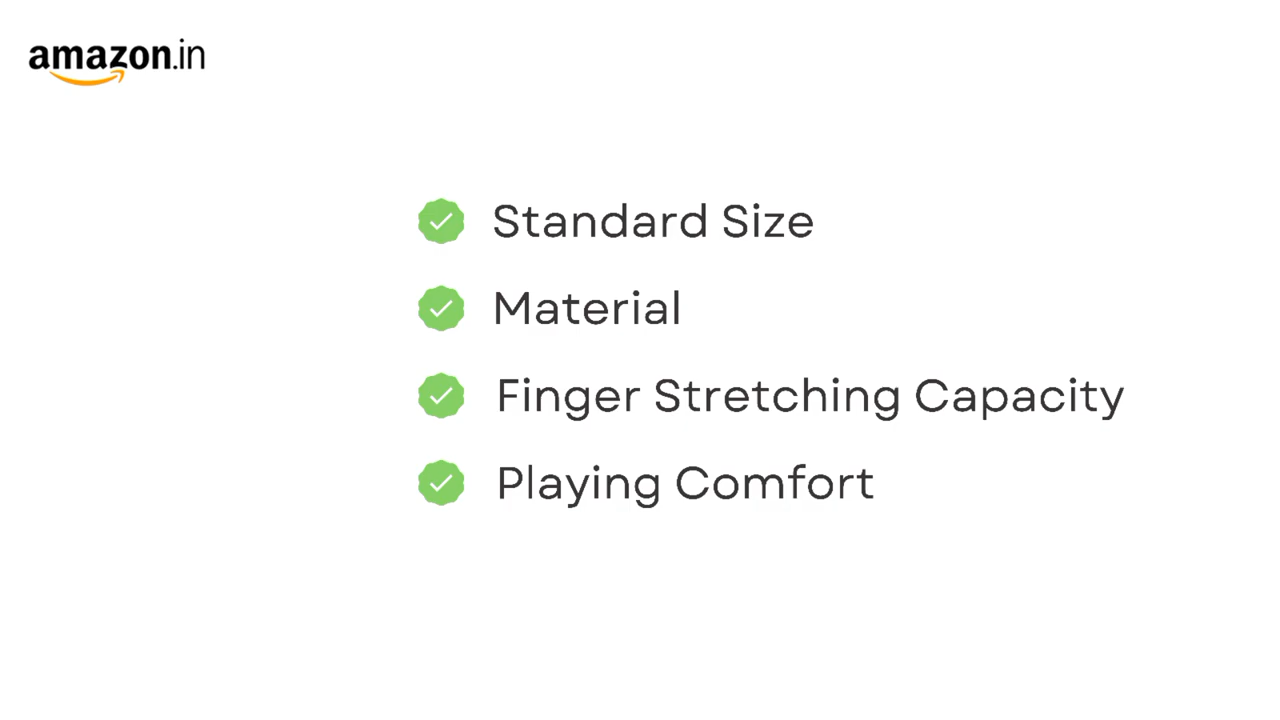 amazon.in
Standard Size
Material
Finger Stretching Capacity
Playing Comfort